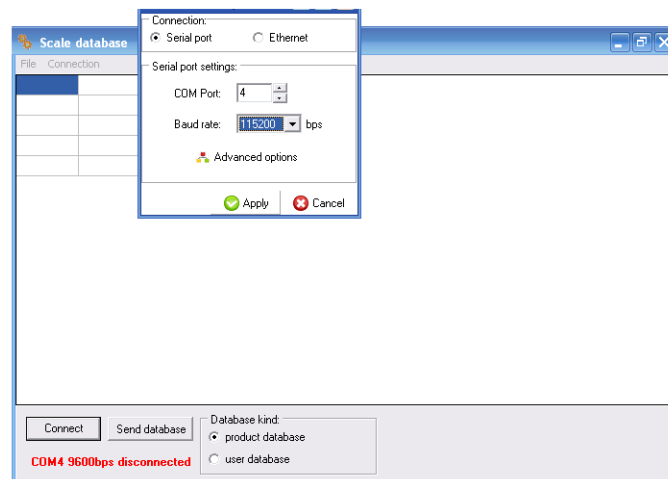 Connection:
Serial port Ethernet
Scale database
File Connection
Serial port settings:
COM Port: 4
Baud rate: 115200 bps
Advanced options
Apply Cancel
Connect Send database
Database kind:
product database
user database
COM4 9600bps disconnected